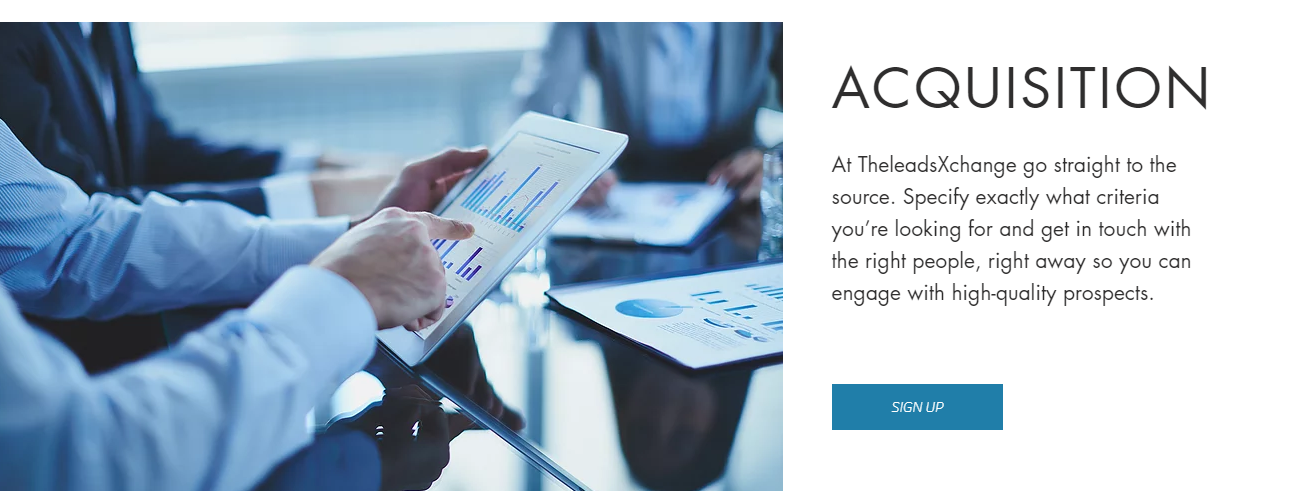 ACQUISITION
At TheleadsXchange go straight to the
source. Specify exactly what criteria
you’re looking for and get in touch with
the right people, right away so you can
engage with high-quality prospects.
SIGN UP